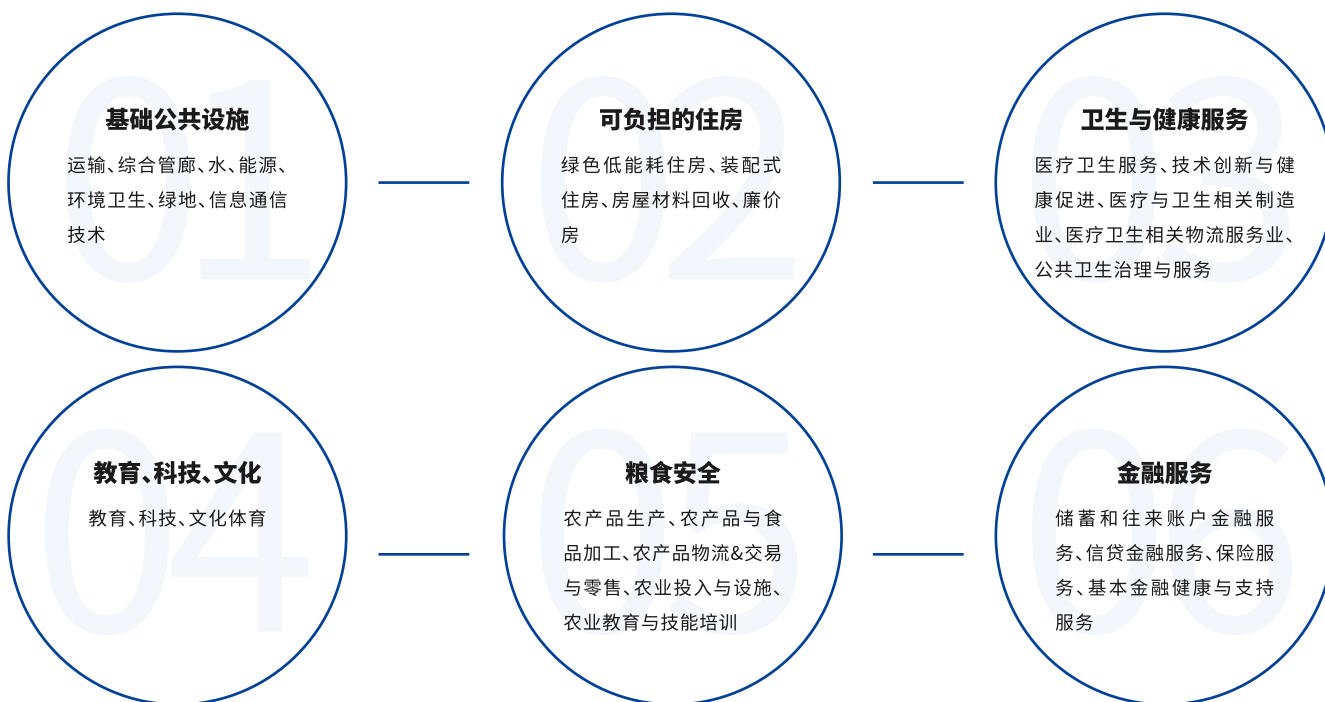 01
基础公共设施
运输、综合管廊、水、能源、
环境卫生、绿地、信息通信
技术
02
可负担的住房
绿色低能耗住房、装配式
住房、房屋材料回收、廉价
房
03
卫生与健康服务
医疗卫生服务、技术创新与健
康促进、医疗与卫生相关制造
业、医疗卫生相关物流服务业、
公共卫生治理与服务
04
教育、科技、文化
教育、科技、文化体育
05
粮食安全
农产品生产、农产品与食
品加工、农产品物流&交易
与零售、农业投入与设施、
农业教育与技能培训
06
金融服务
储蓄和往来账户金融服
务、信贷金融服务、保险服
务、基本金融健康与支持
服务